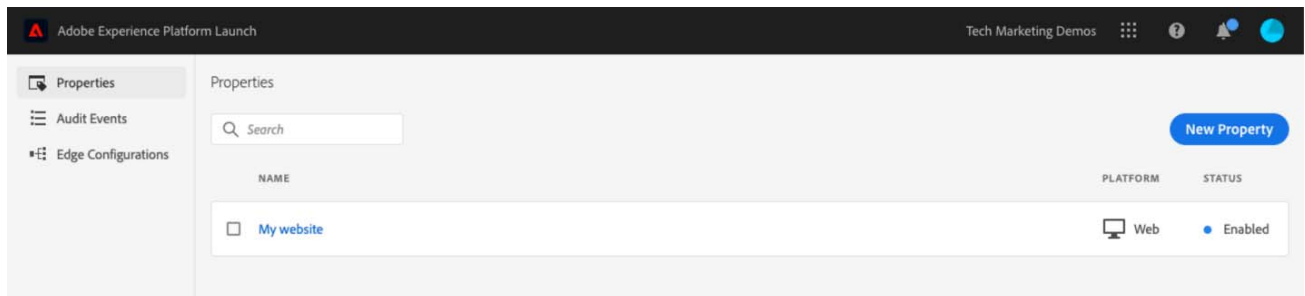 Adobe Experience Platform Launch
Tech Marketing Demos
Properties
Audit Events
Edge Configurations
Properties
Search
New Property
NAME PLATFORM STATUS
My website Web Enabled